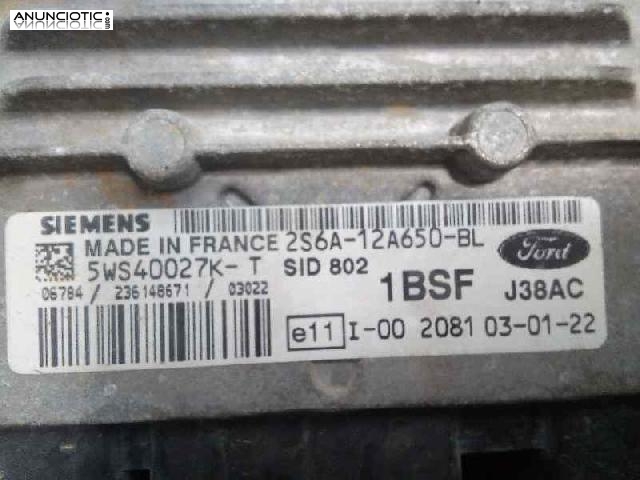 ANUNCIOTIC.com
SIEMENS
MADE IN FRANCE 2S6A-12A650-BL
5WS40027K-T SID 802
Ford
06784 / 236148671 / 03022
1BSF J38AC
e11 I-00 2081 03-01-22